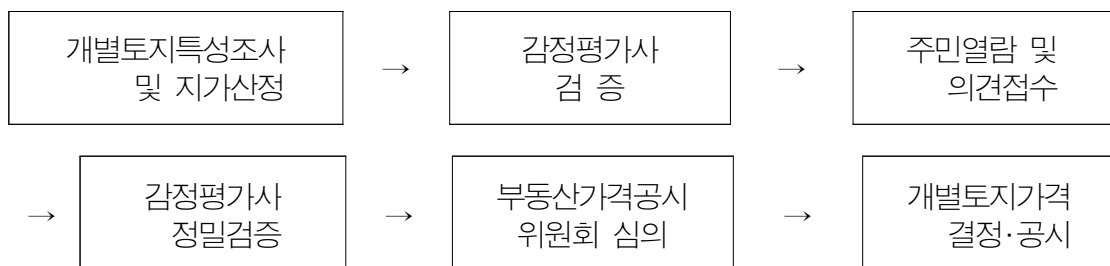 개별토지특성조사
및 지가산정
→
감정평가사
검 증
→
주민열람 및
의견접수
→
감정평가사
정밀검증
→
부동산가격공시
위원회 심의
→
개별토지가격
결정·공시